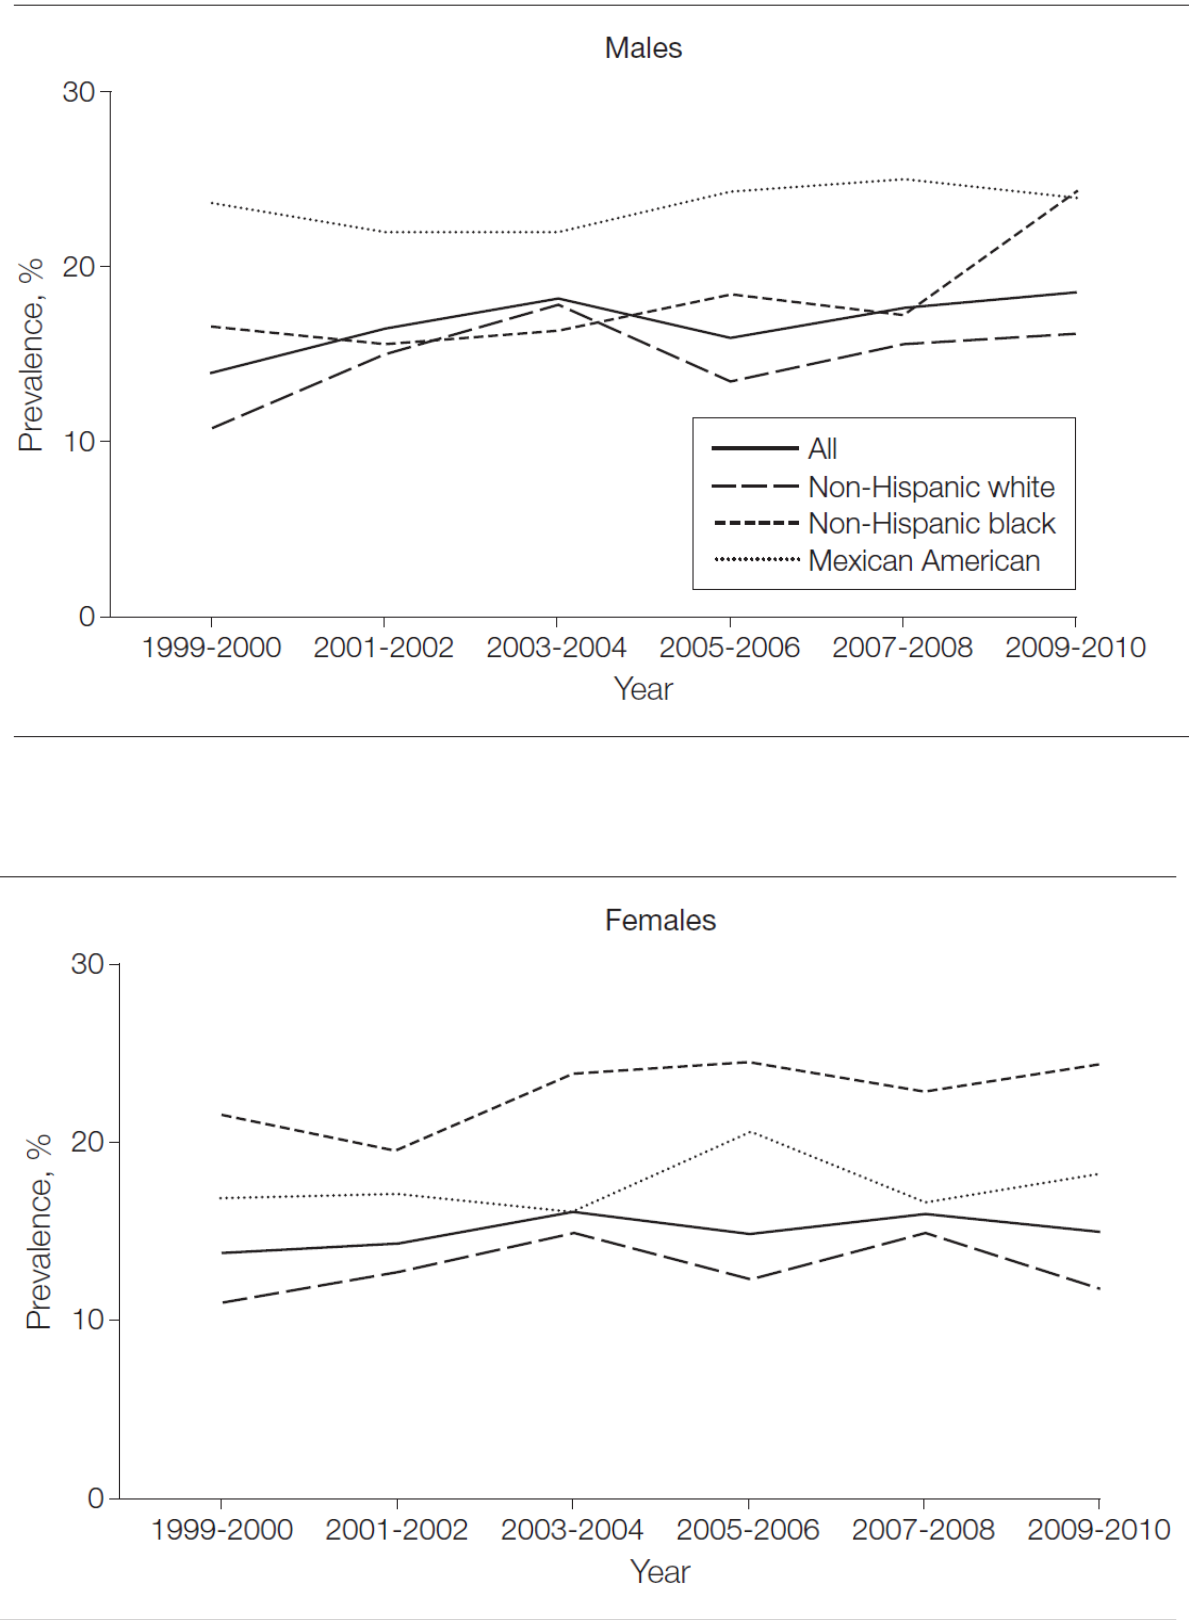 Males
30
20
10
0
Prevalence, %
All
Non-Hispanic white
Non-Hispanic black
Mexican American
1999-2000 2001-2002 2003-2004 2005-2006 2007-2008 2009-2010
Year
Females
30
20
10
0
Prevalence, %
1999-2000 2001-2002 2003-2004 2005-2006 2007-2008 2009-2010
Year